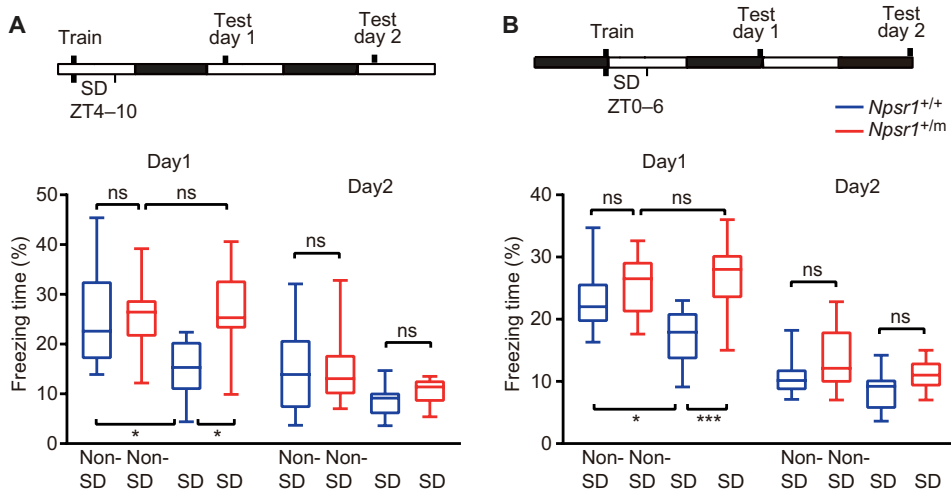 A
Train
Test
day 1
Test
day 2
SD
ZT4–10
Day1
Day2
Freezing time (%)
50
40
30
20
10
0
ns
ns
ns
ns
*
*
Non- Non-
SD SD SD SD
Non- Non-
SD SD SD SD
B
Train
Test
day 1
Test
day 2
SD
ZT0–6
Npsr1+/+
Npsr1+/m
Day1
Day2
Freezing time (%)
40
30
20
10
0
ns
ns
ns
ns
*
***
Non- Non-
SD SD SD SD
Non- Non-
SD SD SD SD